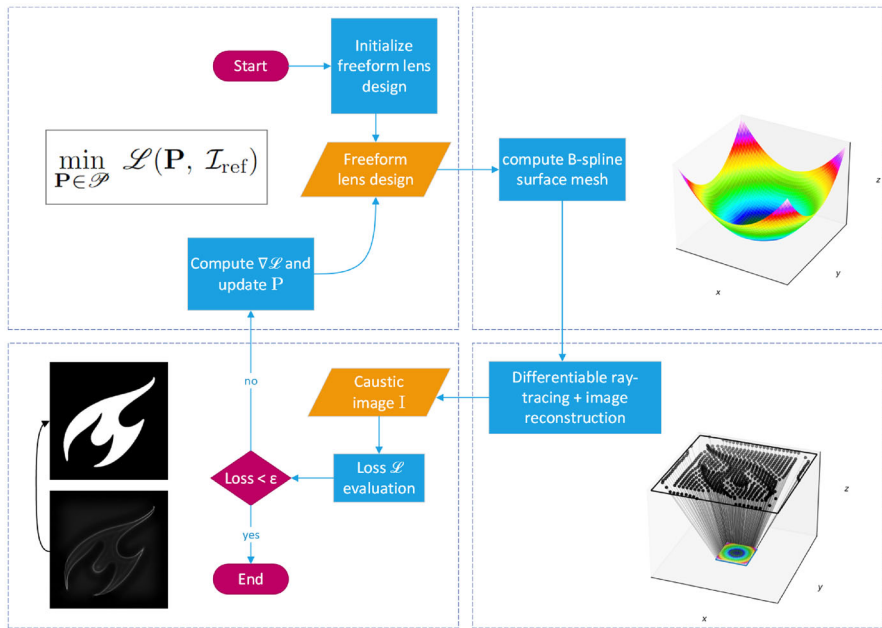 Start
Initialize
freeform lens
design
min
P∈𝒫
ℒ(P, ℐref)
Freeform
lens design
compute B-spline
surface mesh
Compute ∇ℒ and
update P
z
y
x
no
Caustic
image I
Differentiable ray-
tracing + image
reconstruction
Loss < ε
Loss ℒ
evaluation
yes
End
z
y
x